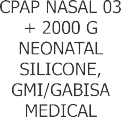 CPAP NASAL 03
+ 2000 G
NEONATAL
SILICONE,
GMI/GABISA
MEDICAL